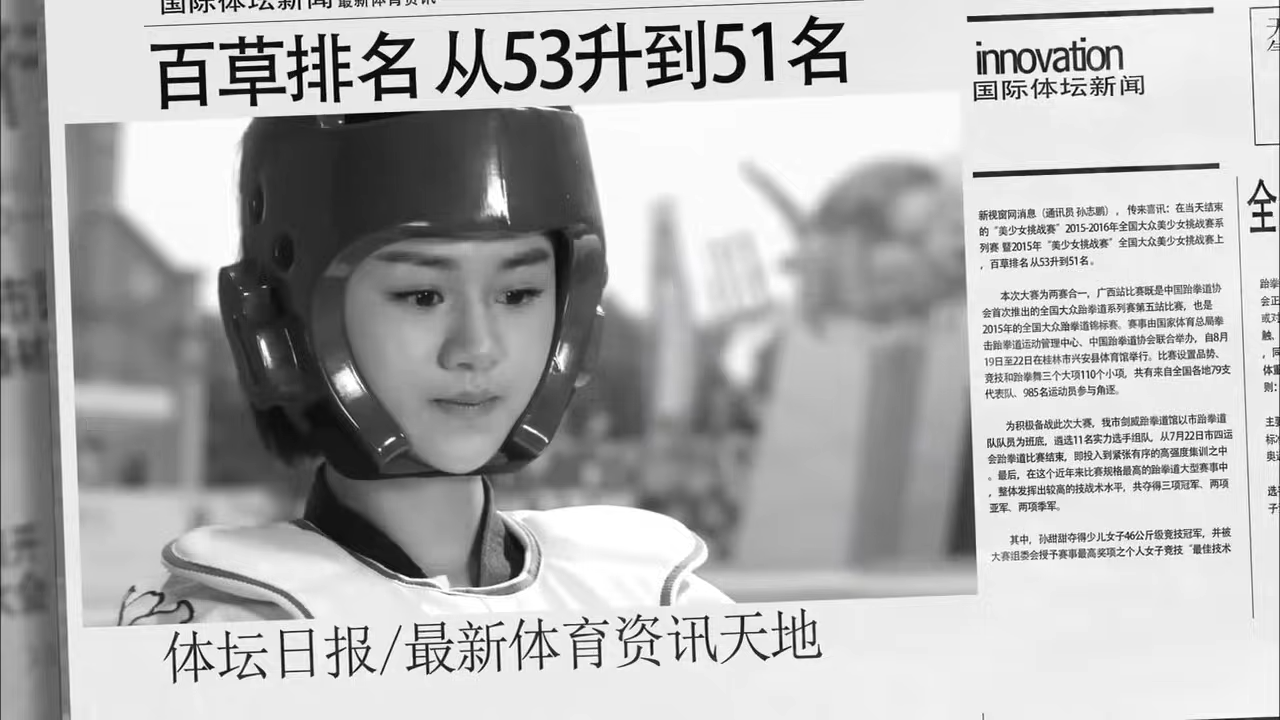 国际体坛新闻 最新体育资讯
百草排名 从53升到51名
体坛日报/最新体育资讯天地
innovation
国际体坛新闻
新视窗网消息（通讯员 孙志鹏），传来喜讯：在当天结束
的“美少女挑战赛”2015-2016年全国大众美少女挑战赛系
列赛 暨2015年“美少女挑战赛”全国大众美少女挑战赛上
，百草排名从53升到51名。
本次大赛为两赛合一，广西站比赛既是中国跆拳道协
会首次推出的全国大众跆拳道系列赛第五站比赛，也是
2015年的全国大众跆拳道锦标赛。赛事由国家体育总局拳
击跆拳道运动管理中心、中国跆拳道协会联合举办，自8月
19日至22日在桂林市兴安县体育馆举行。比赛设置品势、
竞技和跆拳舞三个大项110个小项，共有来自全国各地79支
代表队、985名运动员参与角逐。
为积极备战此次大赛，我市剑威跆拳道馆以市跆拳道
队队员为班底，遴选11名实力选手组队，从7月22日市四运
会跆拳道比赛结束，即投入到紧张有序的高强度集训之中
。最后，在这个近年来比赛规格最高的跆拳道大型赛事中
，整体发挥出较高的技战术水平，共夺得三项冠军、两项
亚军、两项季军。
其中，孙甜甜夺得少儿女子46公斤级竞技冠军，并被
大赛组委会授予赛事最高奖项之个人女子竞技“最佳技术
全
跆拳
会正
或对
触、
，同
体重
则：
主要
标准
奥运
选
子